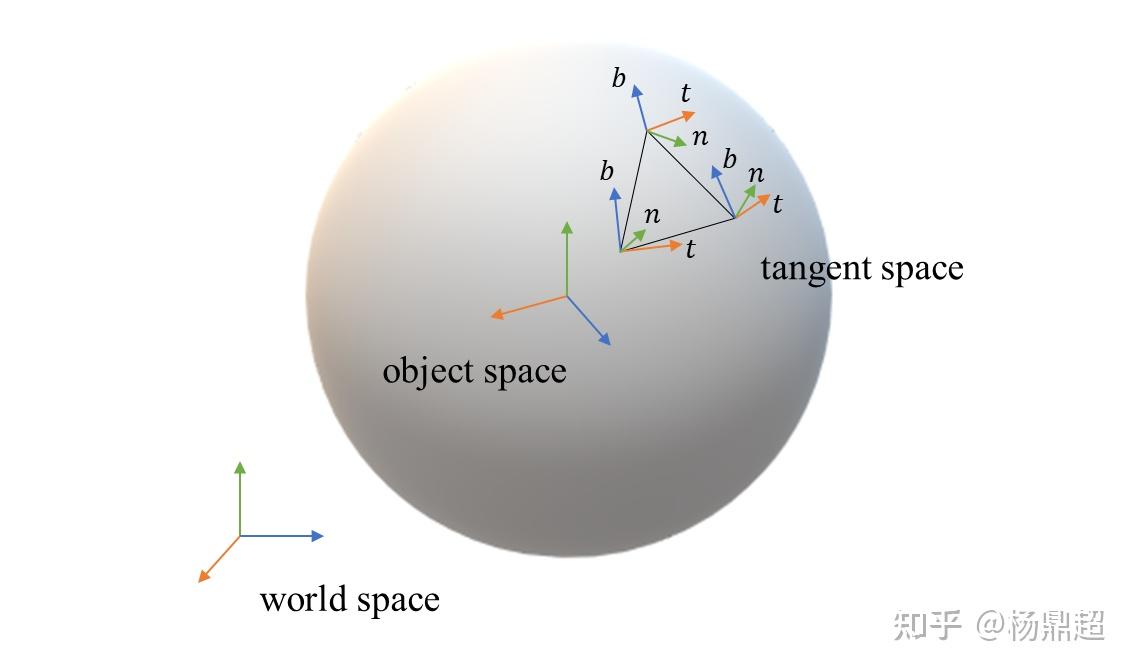 b
t
n
b
b
n
n
t
t
tangent space
object space
world space
知乎 @杨鼎超